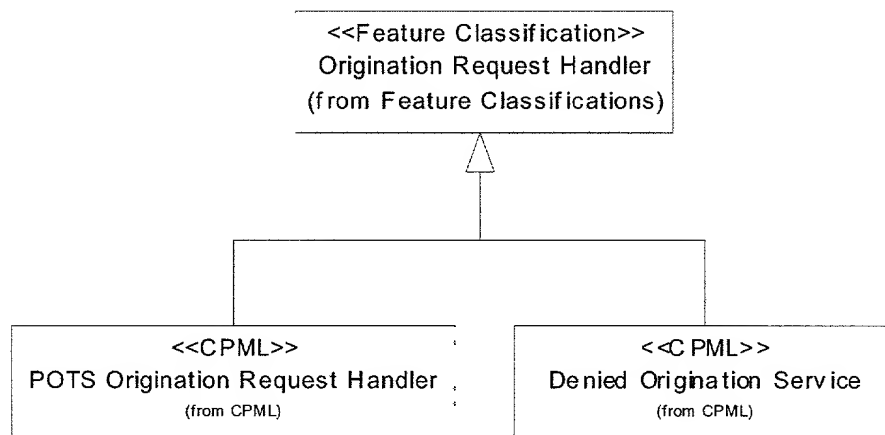 <<Feature Classification>>
Origination Request Handler
(from Feature Classifications)
<<CPML>>
POTS Origination Request Handler
(from CPML)
<<CPML>>
Denied Origination Service
(from CPML)